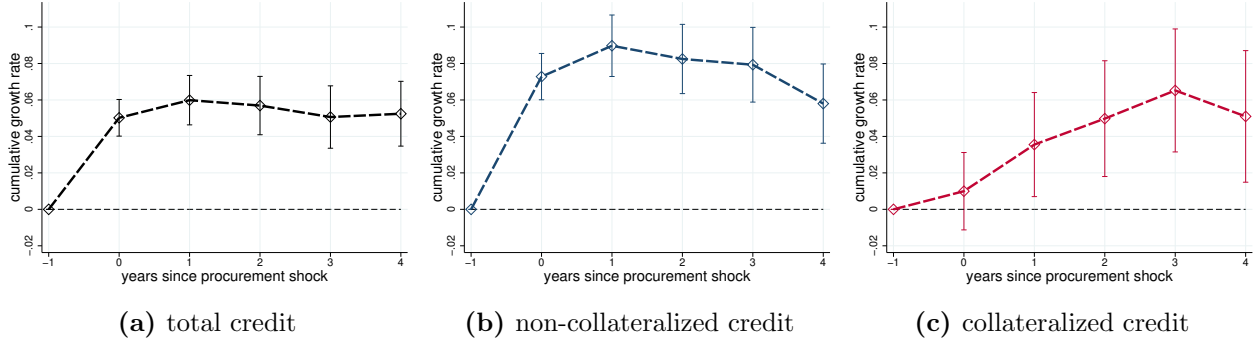 cumulative growth rate
-.02 0 .02 .04 .06 .08 .1
-1 0 1 2 3 4
years since procurement shock
(a) total credit
cumulative growth rate
-.02 0 .02 .04 .06 .08 .1
-1 0 1 2 3 4
years since procurement shock
(b) non-collateralized credit
cumulative growth rate
-.02 0 .02 .04 .06 .08 .1
-1 0 1 2 3 4
years since procurement shock
(c) collateralized credit